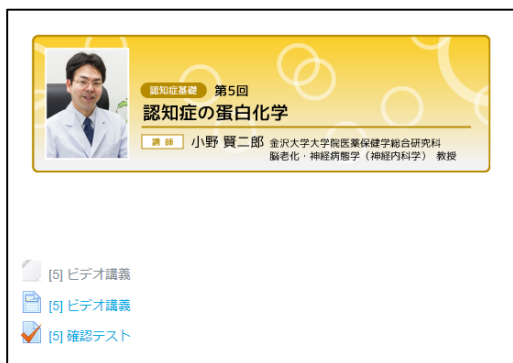 認知症基礎 第5回
認知症の蛋白化学
講師 小野 賢二郎 金沢大学大学院医薬保健学総合研究科
脳老化・神経病態学（神経内科学） 教授
[5] ビデオ講義
[5] ビデオ講義
[5] 確認テスト